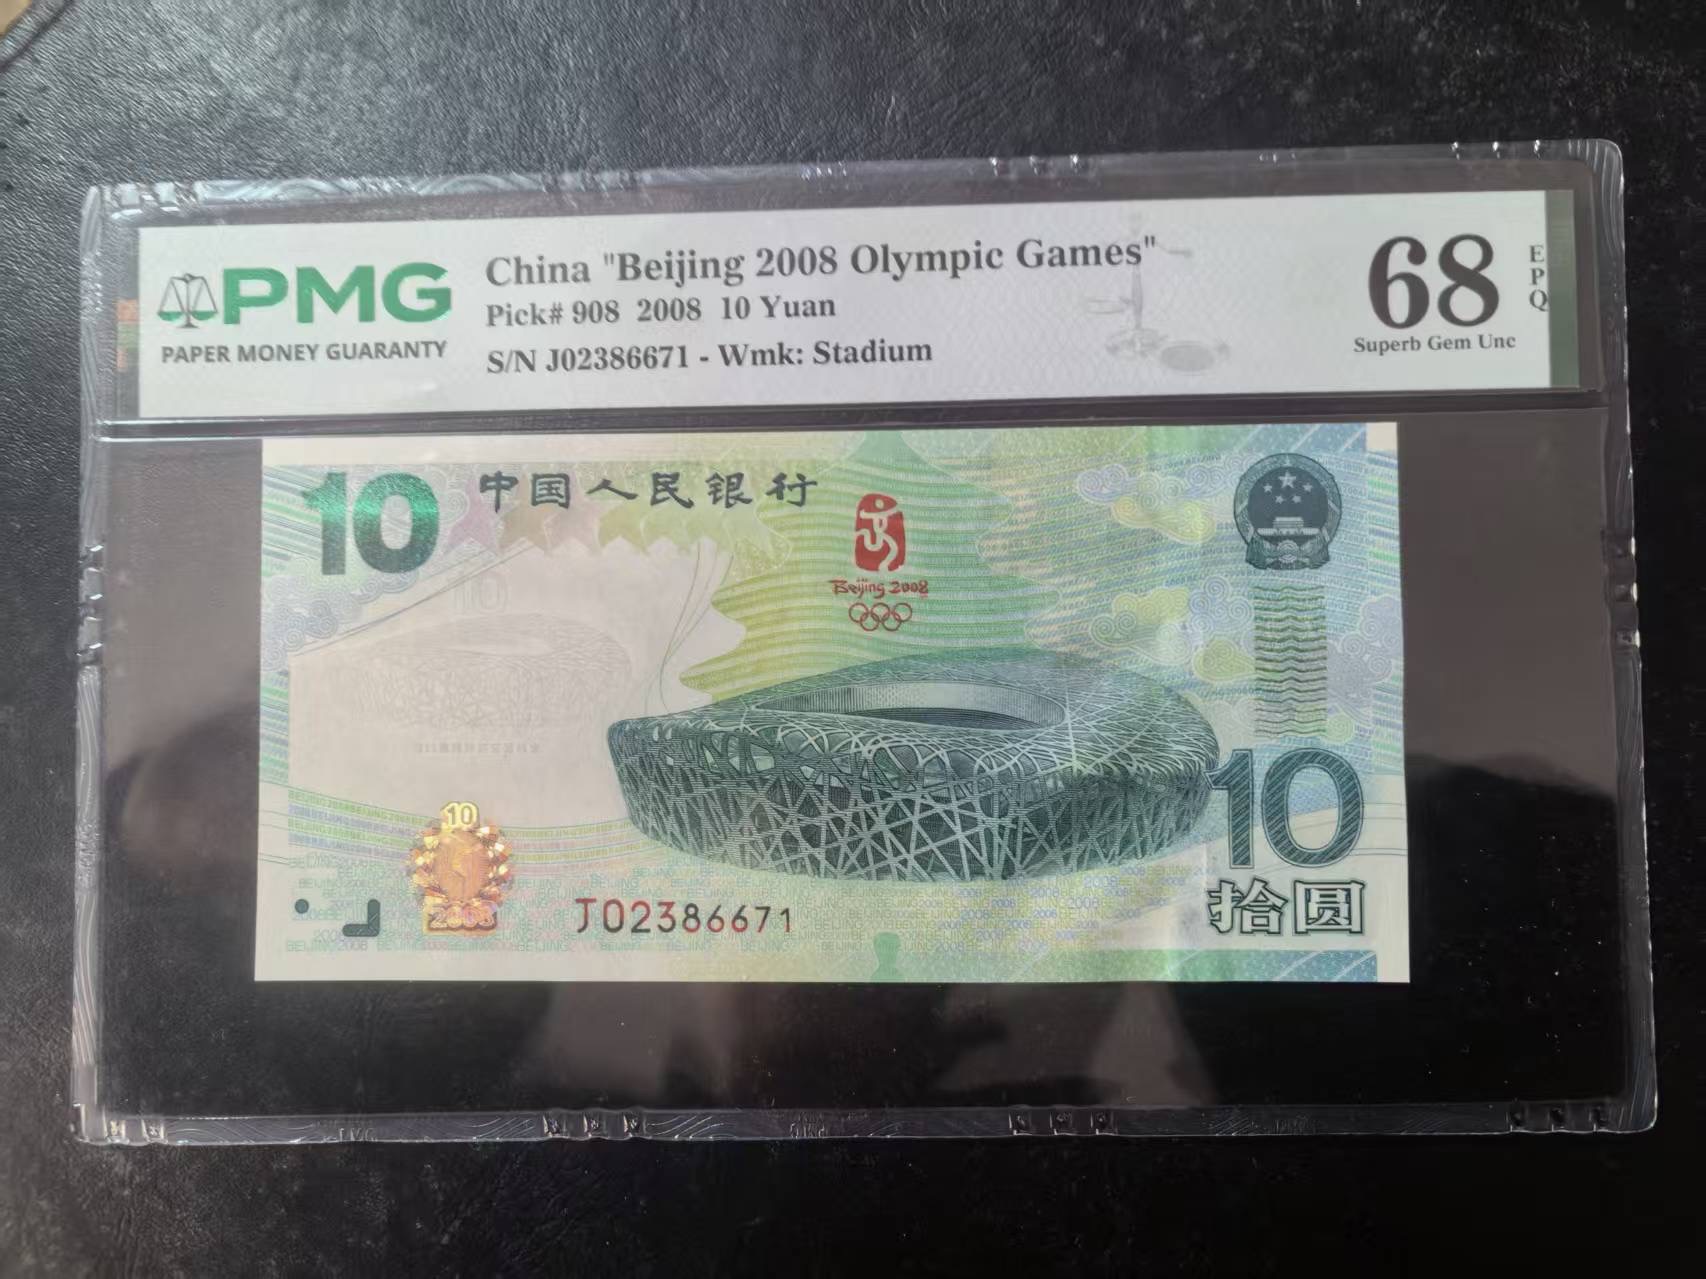 PMG
PAPER MONEY GUARANTY
China "Beijing 2008 Olympic Games"
Pick# 908 2008 10 Yuan
S/N J02386671 - Wmk: Stadium
68
EPQ
Superb Gem Unc
10
中国人民银行
Beijing 2008
10
2008
J02386671
10
拾圆